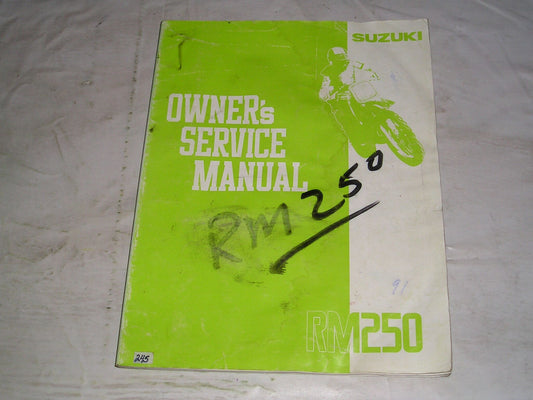 SUZUKI
OWNER's
SERVICE
MANUAL
RM 250
91
RM250
245